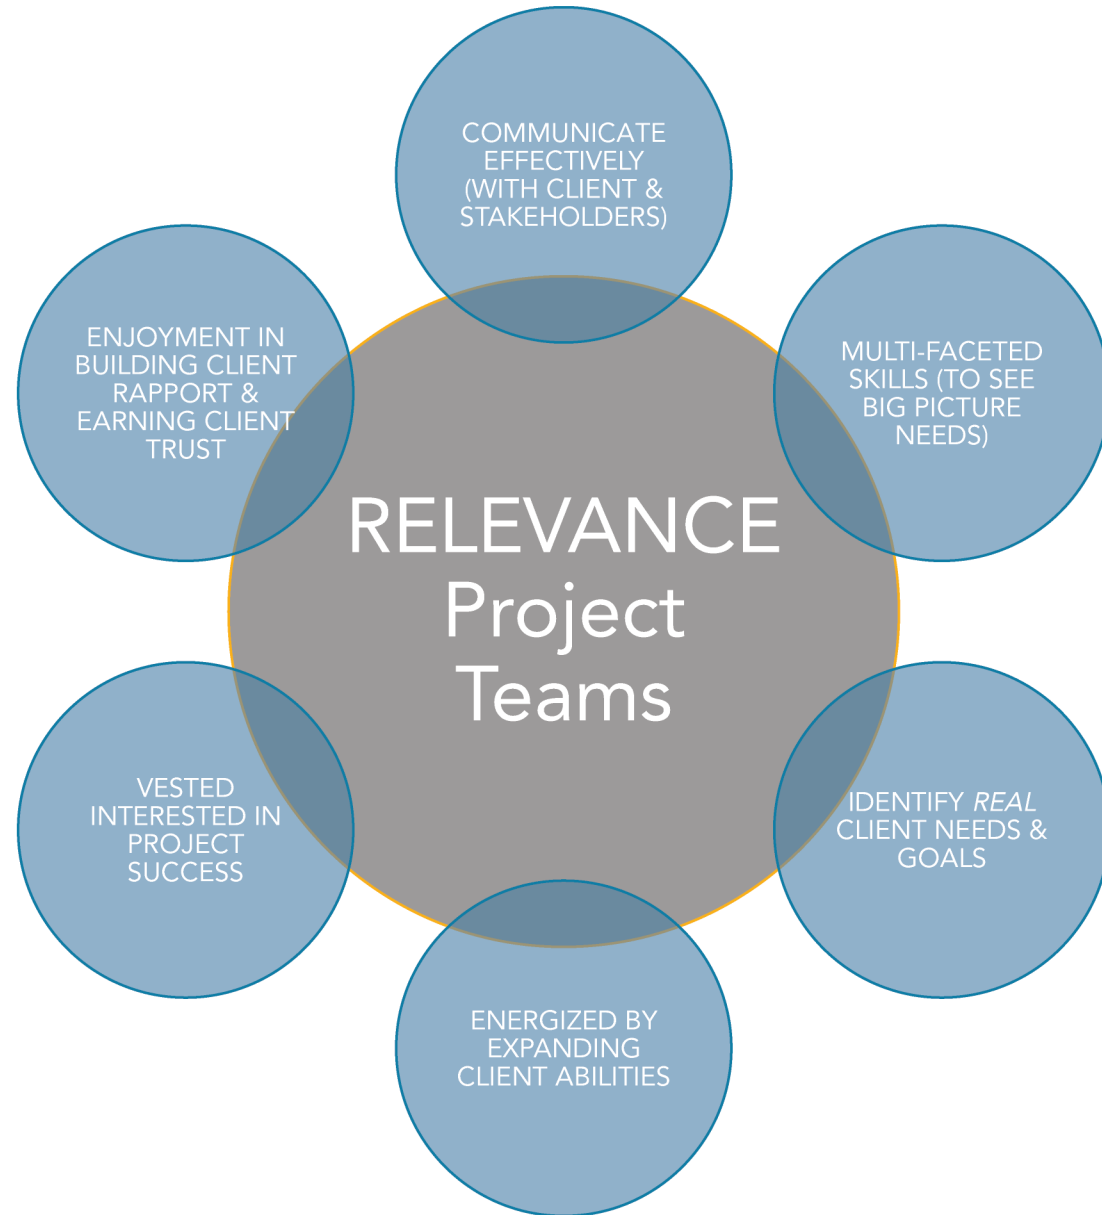 COMMUNICATE
EFFECTIVELY
(WITH CLIENT &
STAKEHOLDERS)
MULTI-FACETED
SKILLS (TO SEE
BIG PICTURE
NEEDS)
IDENTIFY REAL
CLIENT NEEDS &
GOALS
ENERGIZED BY
EXPANDING
CLIENT ABILITIES
VESTED
INTERESTED IN
PROJECT
SUCCESS
ENJOYMENT IN
BUILDING CLIENT
RAPPORT &
EARNING CLIENT
TRUST
RELEVANCE
Project
Teams